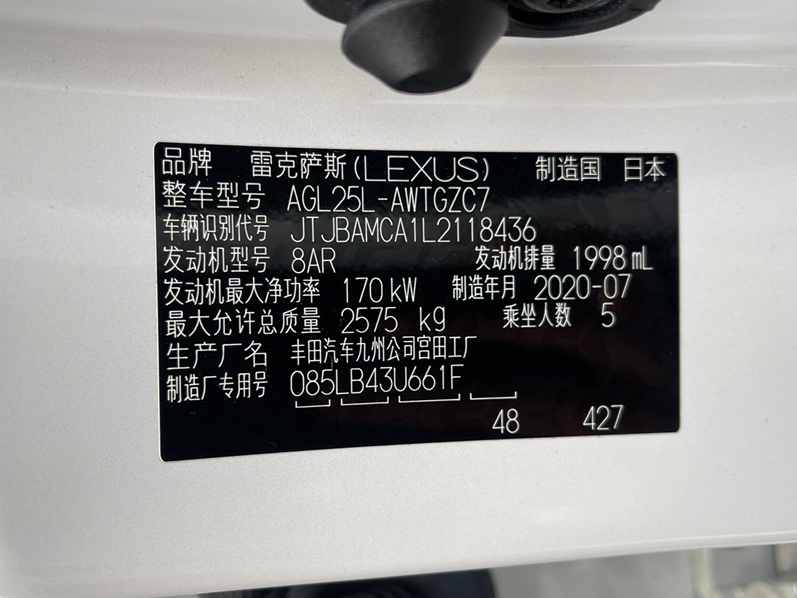 品牌 雷克萨斯(LEXUS) 制造国 日本
整车型号 AGL25L-AWTGZC7
车辆识别代号 JTJBAMCA1L2118436
发动机型号 8AR 发动机排量 1998 mL
发动机最大净功率 170 kW 制造年月 2020-07
最大允许总质量 2575 kg 乘坐人数 5
生产厂名 丰田汽车九州公司宫田工厂
制造厂专用号 085LB43U661F
48 427